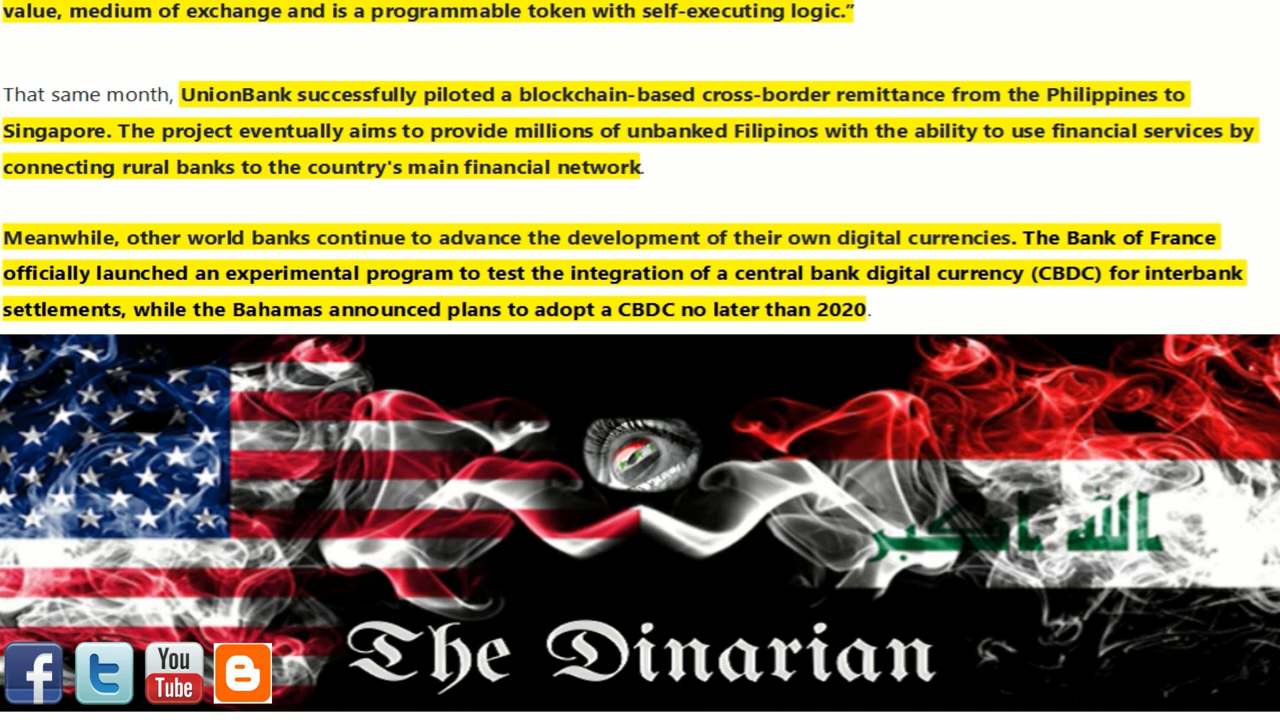 value, medium of exchange and is a programmable token with self-executing logic.”
That same month, UnionBank successfully piloted a blockchain-based cross-border remittance from the Philippines to
Singapore. The project eventually aims to provide millions of unbanked Filipinos with the ability to use financial services by
connecting rural banks to the country's main financial network.
Meanwhile, other world banks continue to advance the development of their own digital currencies. The Bank of France
officially launched an experimental program to test the integration of a central bank digital currency (CBDC) for interbank
settlements, while the Bahamas announced plans to adopt a CBDC no later than 2020.
الله اكبر
The Dinarian
You
Tube